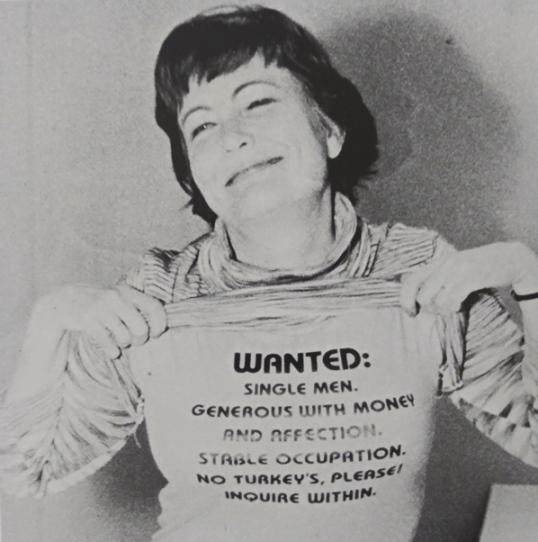 WANTED:
SINGLE MEN.
GENEROUS WITH MONEY
AND AFFECTION.
STABLE OCCUPATION.
NO TURKEY'S, PLEASE!
INQUIRE WITHIN.